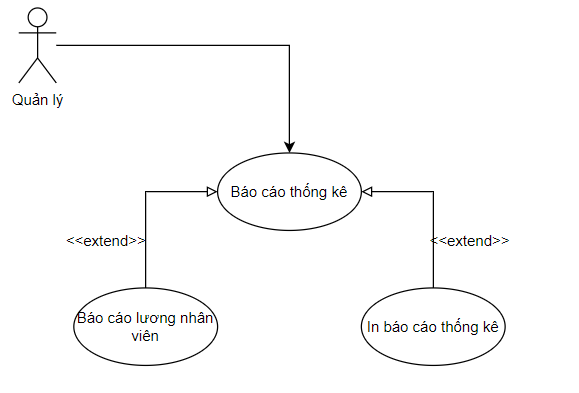 Quản lý
Báo cáo thống kê
<<extend>>
<<extend>>
Báo cáo lương nhân
viên
In báo cáo thống kê